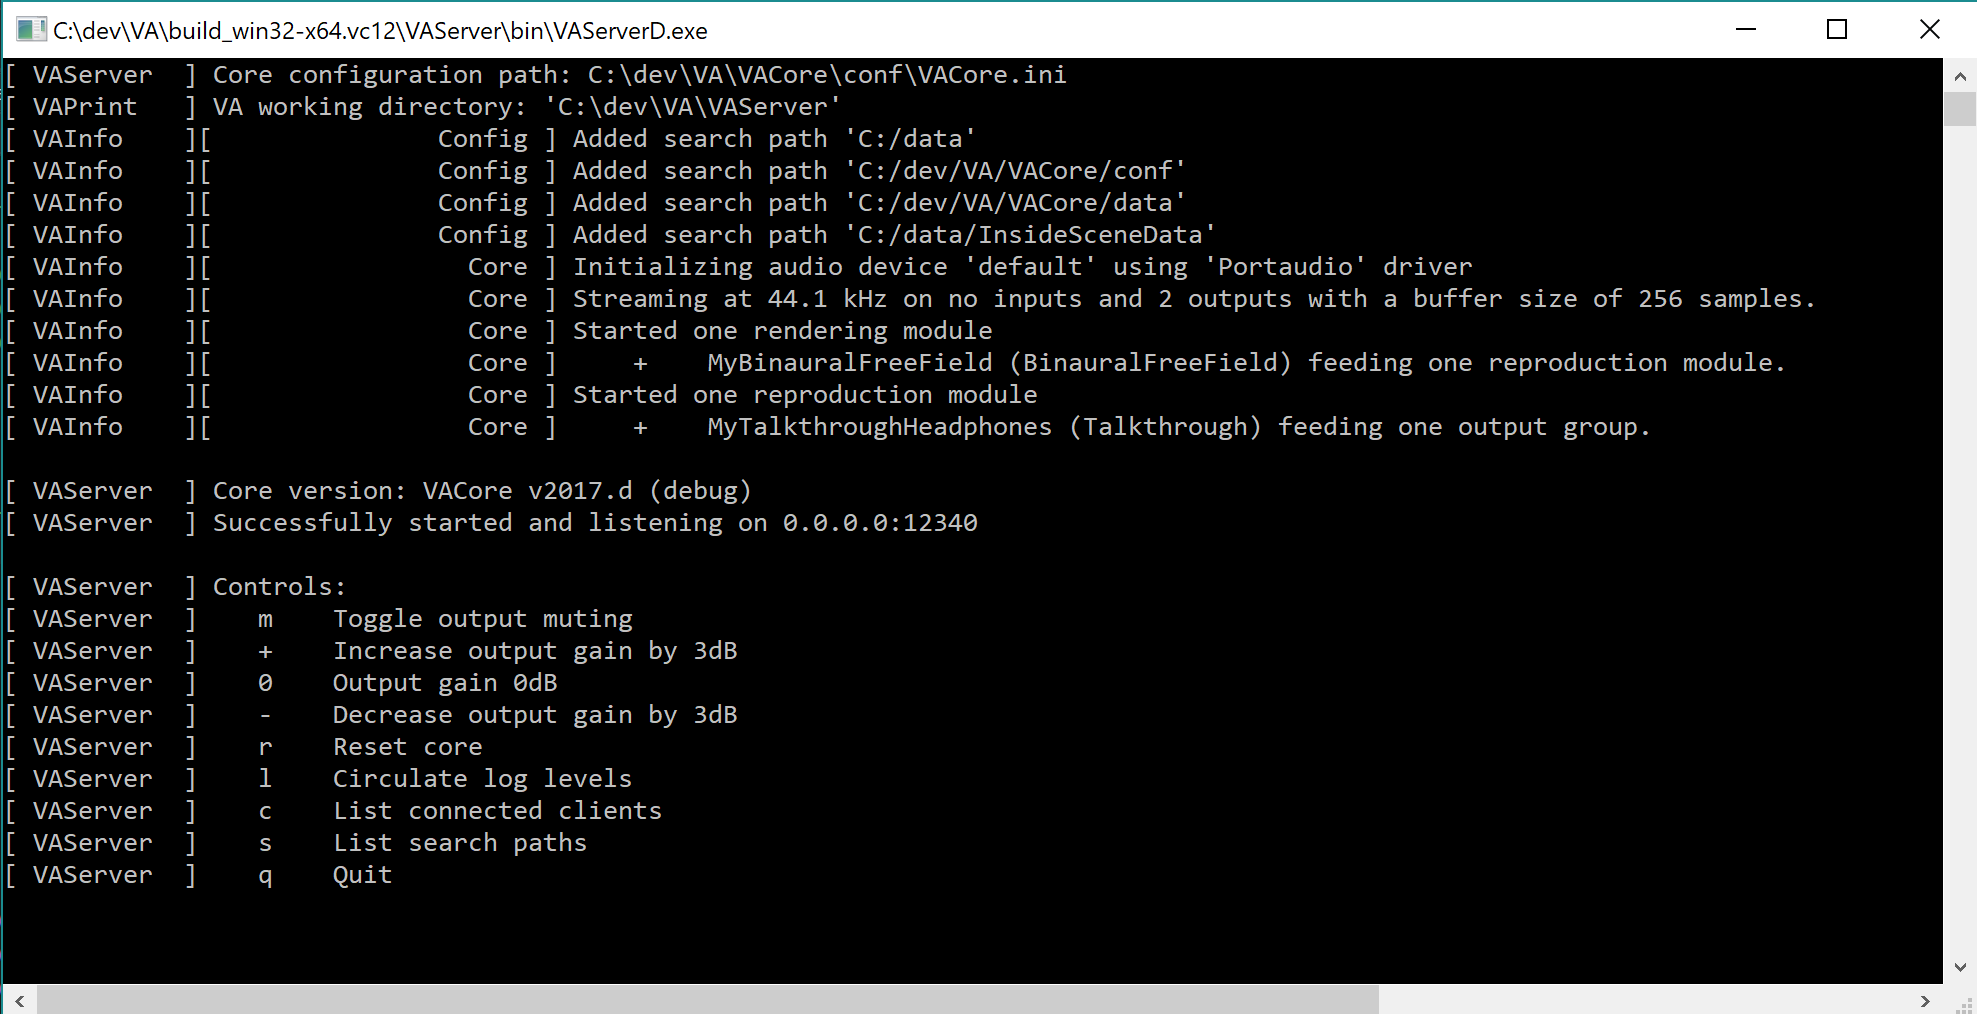 C:\dev\VA\build_win32-x64.vc12\VAServer\bin\VAServerD.exe
[ VAServer  ] Core configuration path: C:\dev\VA\VACore\conf\VACore.ini
[ VAPrint   ] VA working directory: 'C:\dev\VA\VAServer'
[ VAInfo    ][               Config ] Added search path 'C:/data'
[ VAInfo    ][               Config ] Added search path 'C:/dev/VA/VACore/conf'
[ VAInfo    ][               Config ] Added search path 'C:/dev/VA/VACore/data'
[ VAInfo    ][               Config ] Added search path 'C:/data/InsideSceneData'
[ VAInfo    ][                 Core ] Initializing audio device 'default' using 'Portaudio' driver
[ VAInfo    ][                 Core ] Streaming at 44.1 kHz on no inputs and 2 outputs with a buffer size of 256 samples.
[ VAInfo    ][                 Core ] Started one rendering module
[ VAInfo    ][                 Core ]     +    MyBinauralFreeField (BinauralFreeField) feeding one reproduction module.
[ VAInfo    ][                 Core ] Started one reproduction module
[ VAInfo    ][                 Core ]     +    MyTalkthroughHeadphones (Talkthrough) feeding one output group.
[ VAServer  ] Core version: VACore v2017.d (debug)
[ VAServer  ] Successfully started and listening on 0.0.0.0:12340
[ VAServer  ] Controls:
[ VAServer  ]    m    Toggle output muting
[ VAServer  ]    +    Increase output gain by 3dB
[ VAServer  ]    0    Output gain 0dB
[ VAServer  ]    -    Decrease output gain by 3dB
[ VAServer  ]    r    Reset core
[ VAServer  ]    l    Circulate log levels
[ VAServer  ]    c    List connected clients
[ VAServer  ]    s    List search paths
[ VAServer  ]    q    Quit